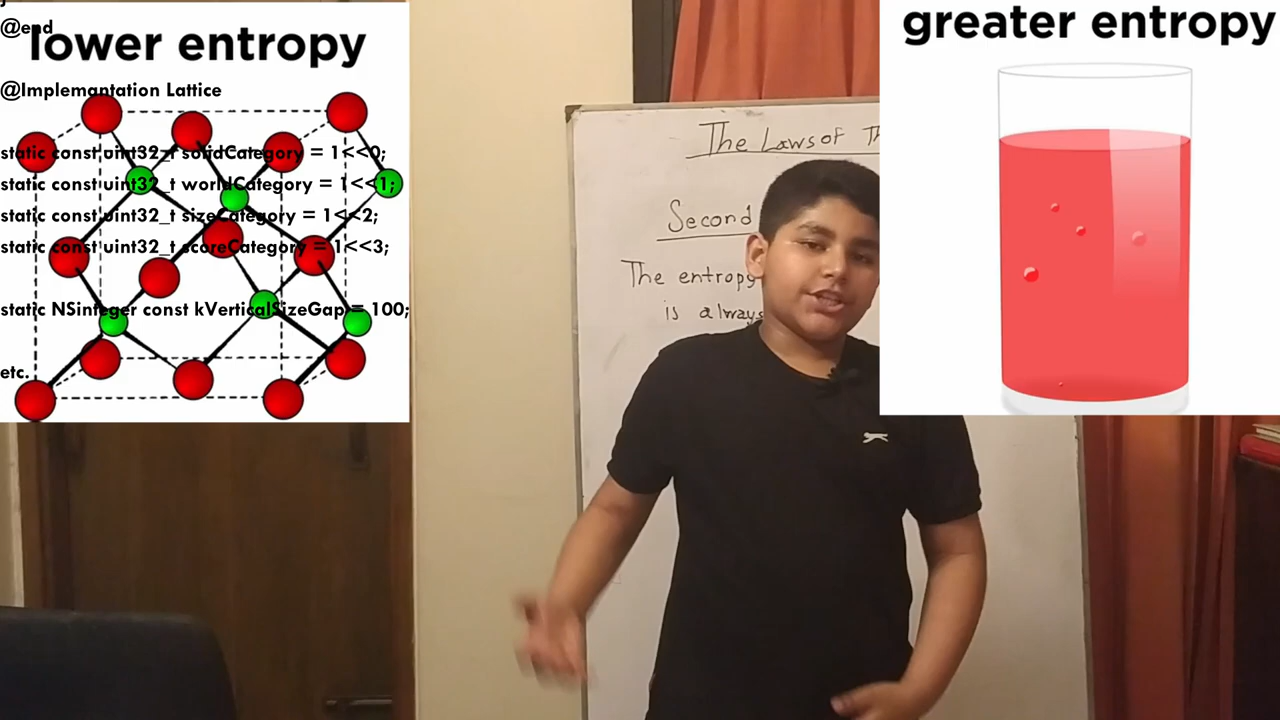 @end
lower entropy
@Implemantation Lattice
static const uint32_t solidCategory = 1<<0;
static const uint32_t worldCategory = 1<<1;
static const uint32_t sizeCategory = 1<<2;
static const uint32_t scoreCategory = 1<<3;
static NSinteger const kVerticalSizeGap = 100;
etc.
The Laws of
Second
The entropy
is always
greater entropy